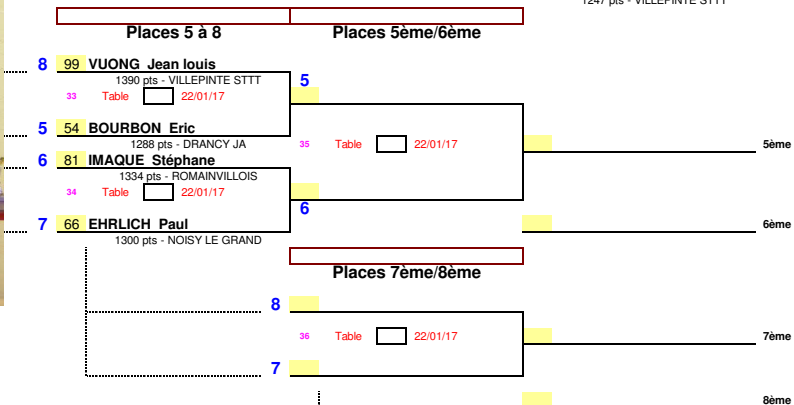 1247 pts - VILLEPINTE STTT
Places 5 à 8
Places 5ème/6ème
8 99 VUONG Jean louis
1390 pts - VILLEPINTE STTT
5
33 Table 22/01/17
5 54 BOURBON Eric
1288 pts - DRANCY JA
35 Table 22/01/17
5ème
6 81 IMAQUE Stéphane
1334 pts - ROMAINVILLOIS
34 Table 22/01/17
6
7 66 EHRLICH Paul
6ème
1300 pts - NOISY LE GRAND
Places 7ème/8ème
8
36 Table 22/01/17
7ème
7
8ème